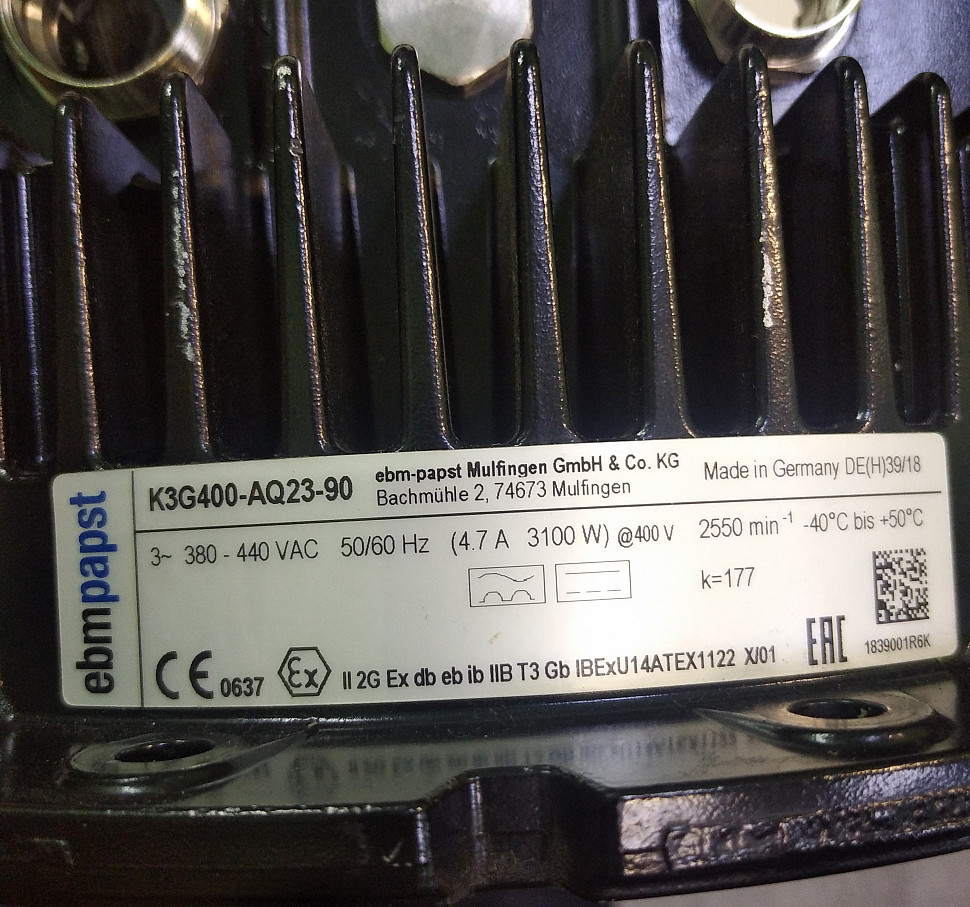 ebmpapst
K3G400-AQ23-90
ebm-papst Mulfingen GmbH & Co. KG
Bachmühle 2, 74673 Mulfingen
Made in Germany DE(H)39/18
3~ 380 - 440 VAC 50/60 Hz (4.7 A 3100 W) @400 V 2550 min⁻¹ -40°C bis +50°C
k=177
CE 0637 Ex II 2G Ex db eb ib IIB T3 Gb IBExU14ATEX1122 X/01 EAC
1839001R6K